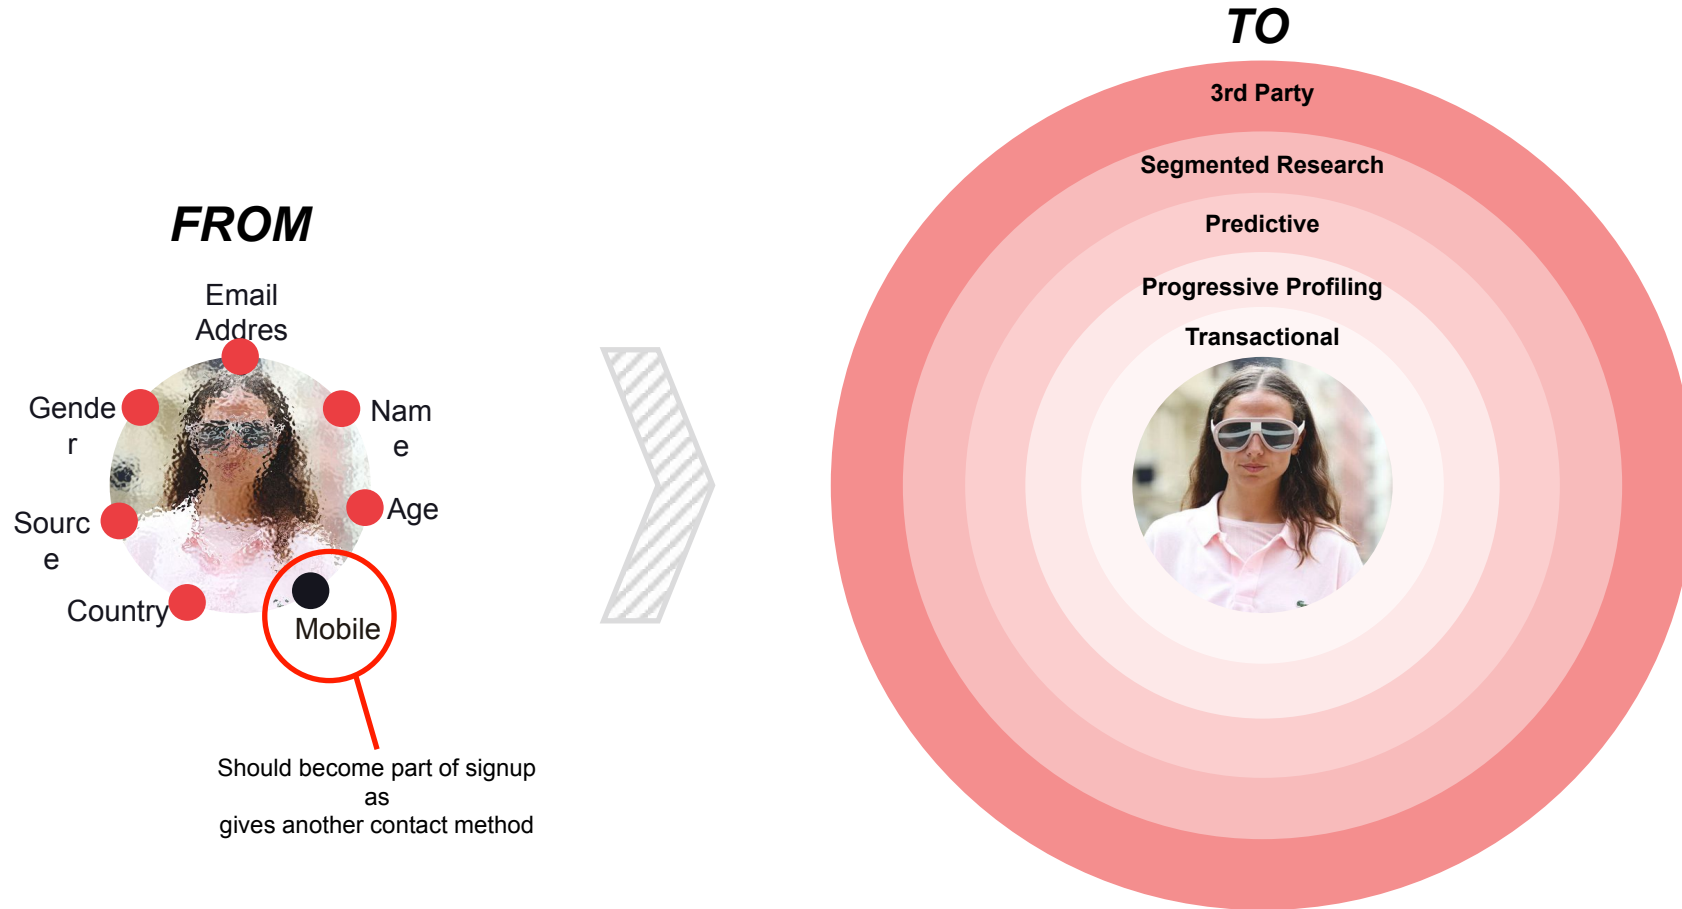 FROM
Email
Addres
Gende
r
Nam
e
Age
Sourc
e
Country
Mobile
Should become part of signup
as
gives another contact method
TO
3rd Party
Segmented Research
Predictive
Progressive Profiling
Transactional